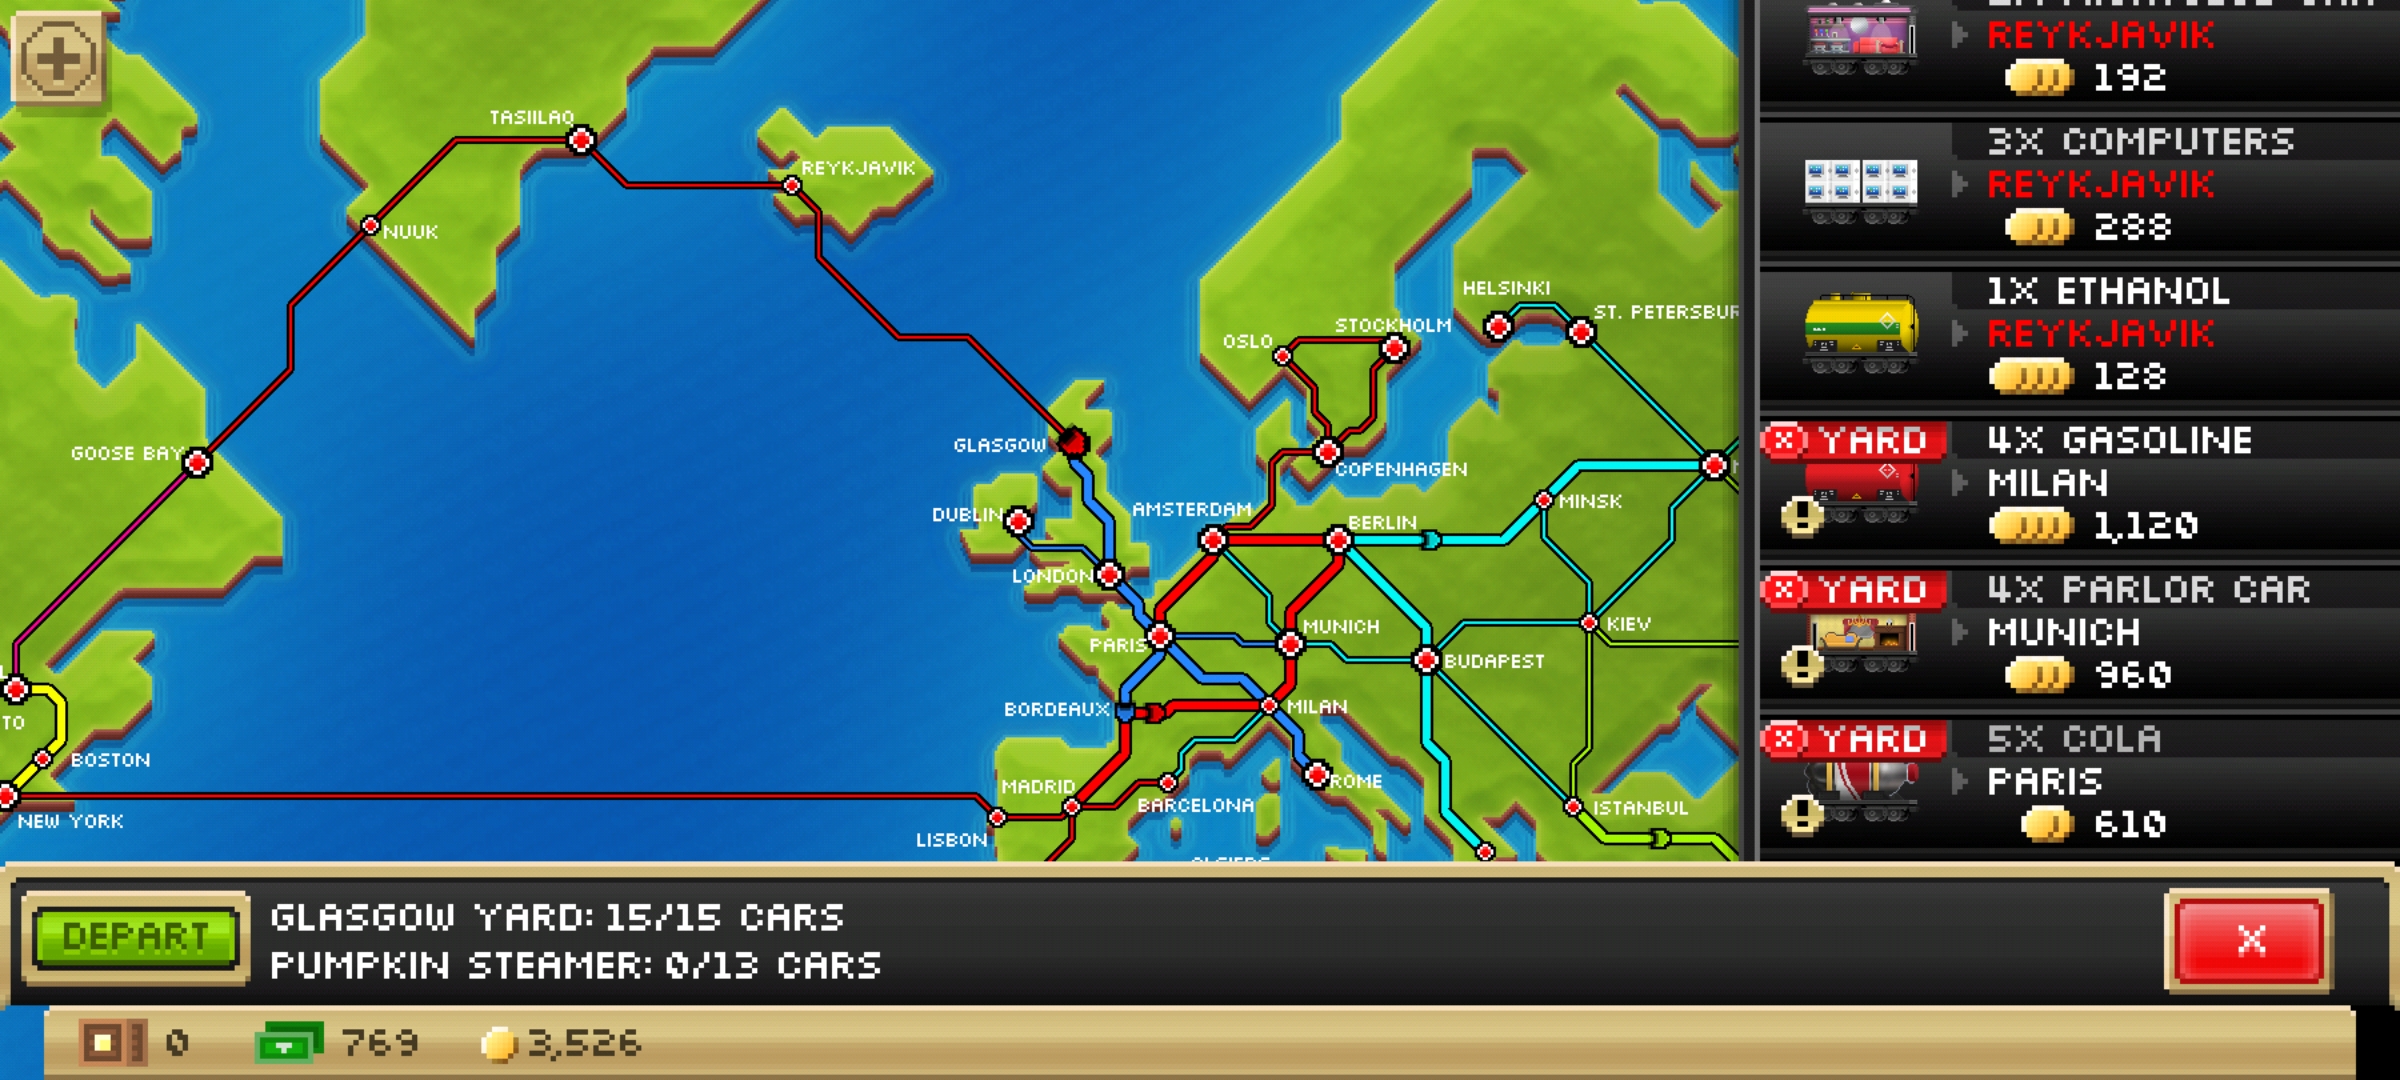 REYKJAVIK
192
3X COMPUTERS
REYKJAVIK
288
1X ETHANOL
REYKJAVIK
128
YARD
4X GASOLINE
MILAN
1,120
YARD
4X PARLOR CAR
MUNICH
960
YARD
5X COLA
PARIS
610
TASIILAQ
REYKJAVIK
NUUK
HELSINKI
ST. PETERSBUR
STOCKHOLM
OSLO
GLASGOW
GOOSE BAY
COPENHAGEN
MINSK
DUBLIN
AMSTERDAM
BERLIN
LONDON
KIEV
MUNICH
PARIS
BUDAPEST
BORDEAUX
MILAN
TO
BOSTON
ROME
MADRID
BARCELONA
ISTANBUL
NEW YORK
LISBON
DEPART
GLASGOW YARD: 15/15 CARS
PUMPKIN STEAMER: 0/13 CARS
X
0
769
3,526